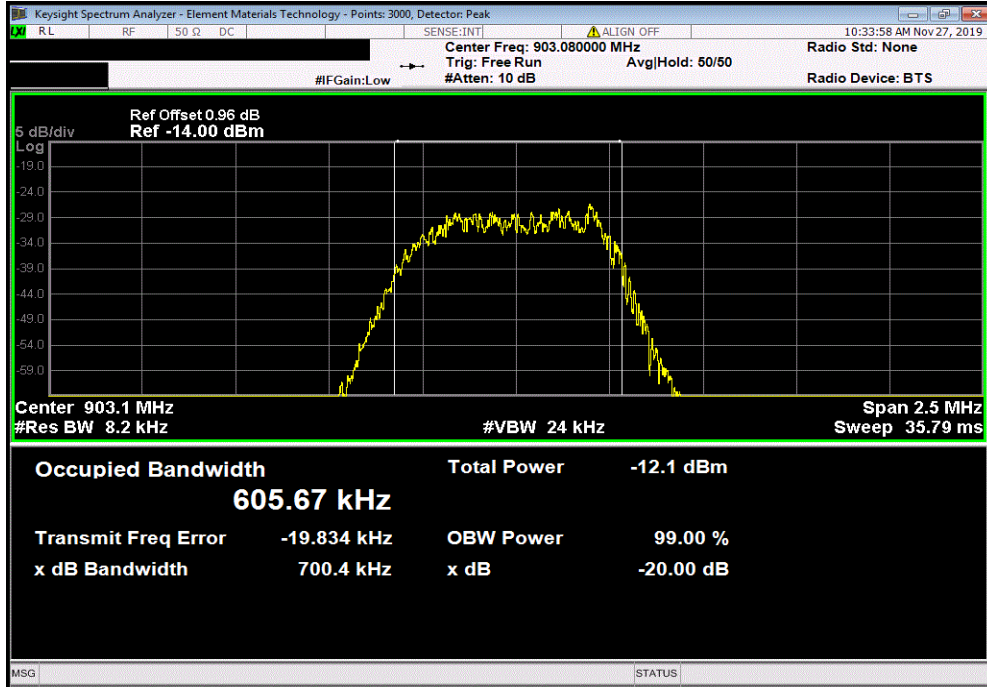 Keysight Spectrum Analyzer - Element Materials Technology - Points: 3000, Detector: Peak
LXI RL RF 50 Ω DC SENSE:INT ALIGN OFF 10:33:58 AM Nov 27, 2019
Center Freq: 903.080000 MHz Radio Std: None
Trig: Free Run Avg|Hold: 50/50
#IFGain:Low #Atten: 10 dB Radio Device: BTS
Ref Offset 0.96 dB
5 dB/div Ref -14.00 dBm
Log
-19.0
-24.0
-29.0
-34.0
-39.0
-44.0
-49.0
-54.0
-59.0
Center 903.1 MHz Span 2.5 MHz
#Res BW 8.2 kHz #VBW 24 kHz Sweep 35.79 ms
Occupied Bandwidth Total Power -12.1 dBm
605.67 kHz
Transmit Freq Error -19.834 kHz OBW Power 99.00 %
x dB Bandwidth 700.4 kHz x dB -20.00 dB
MSG STATUS